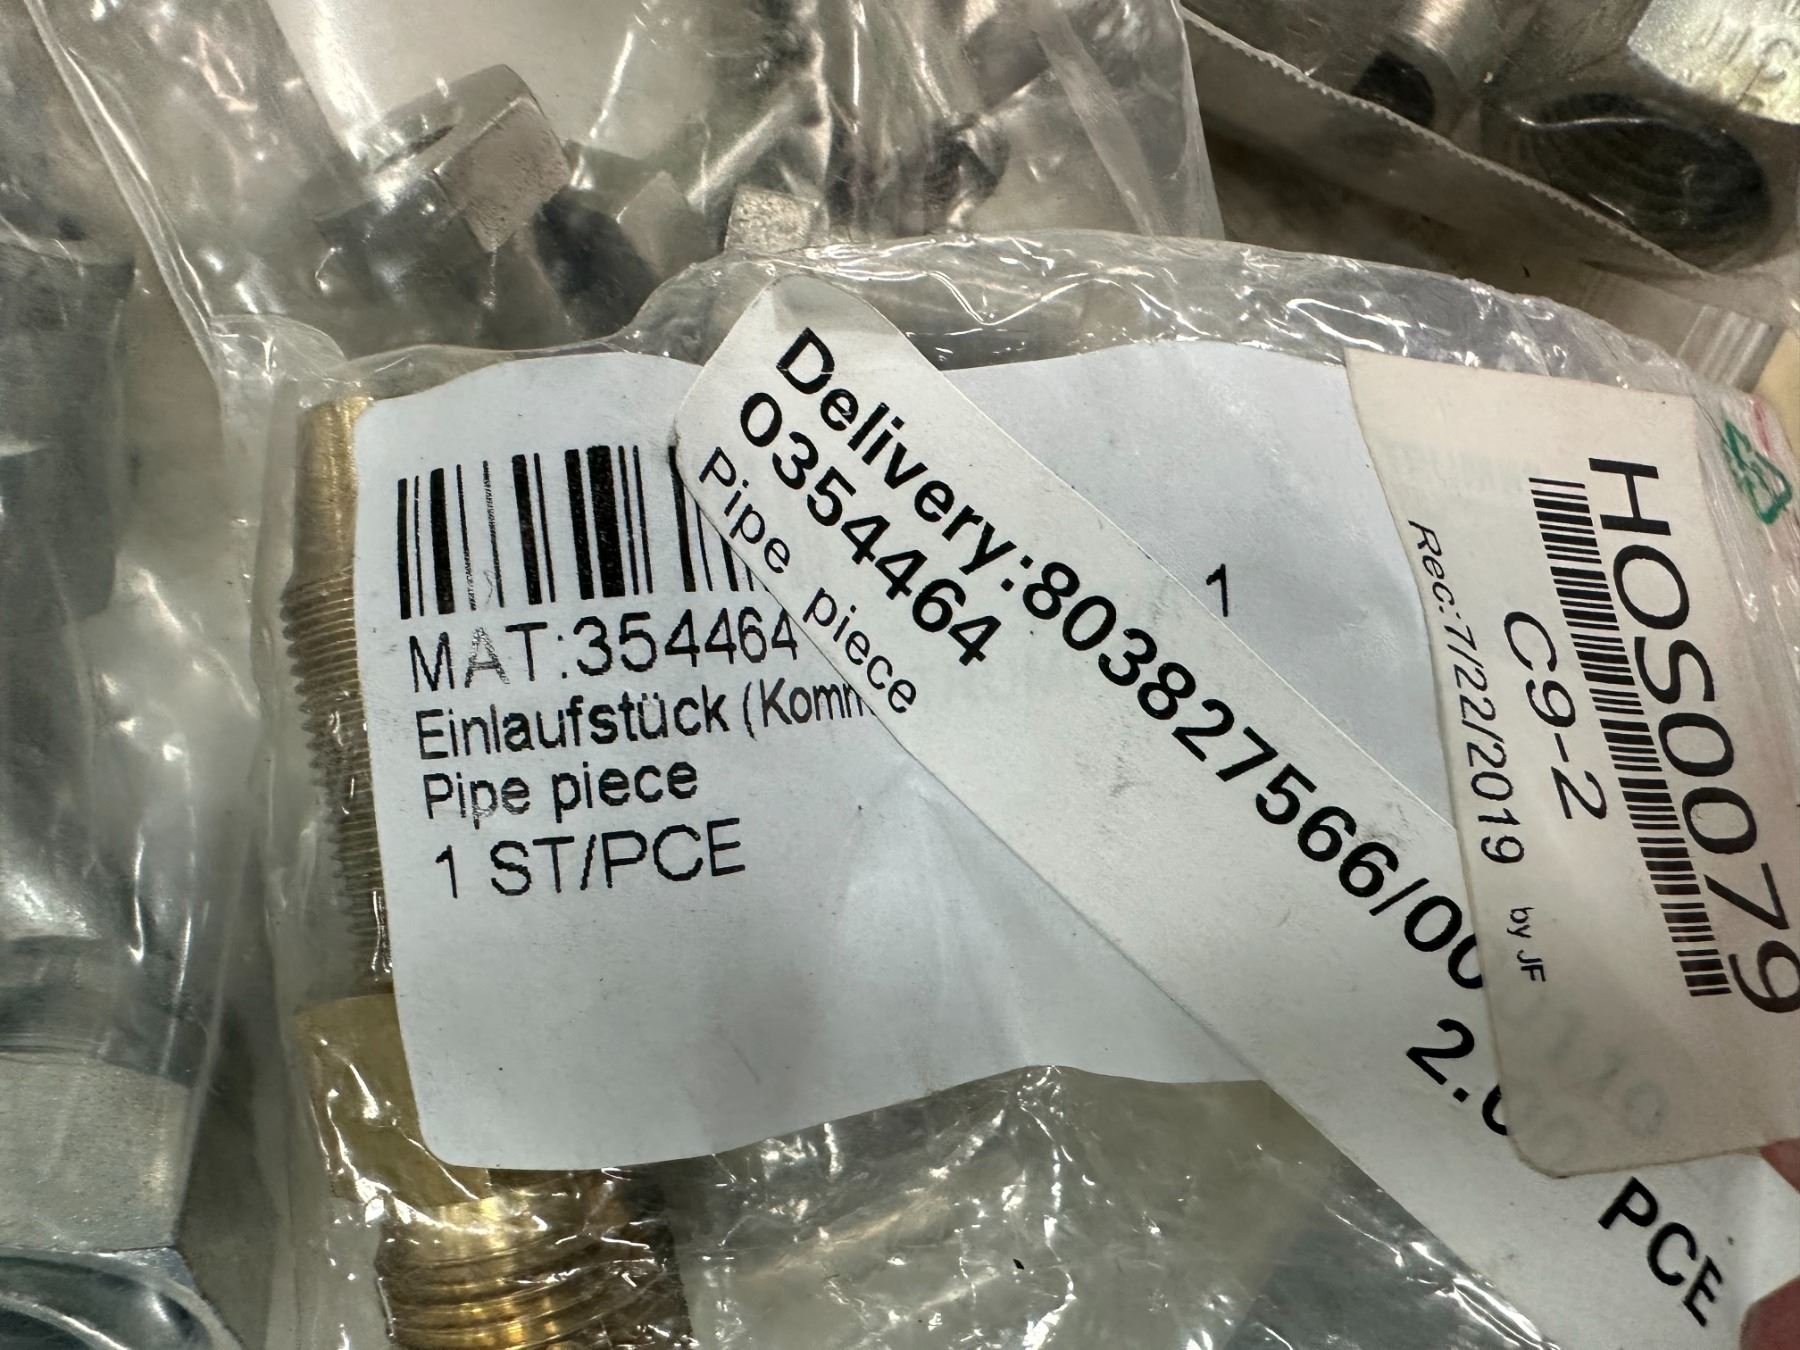 MAT:354464
Einlaufstück (Komm
Pipe piece
1 ST/PCE
1
Delivery:803827566/00
0354464
Pipe piece
2.0
PCE
HOS0079
C9-2
Rec:7/22/2019 by JF